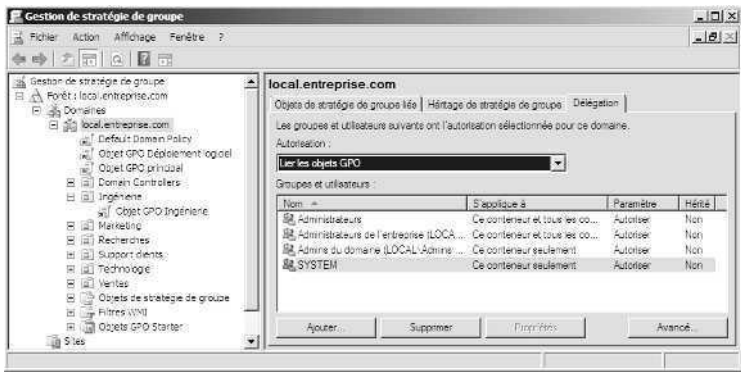 Gestion de stratégie de groupe
Fichier Action Affichage Fenêtre ?
Gestion de stratégie de groupe
Forêt : local.entreprise.com
Domaines
local.entreprise.com
Default Domain Policy
Objet GPO Déploiement logiciel
Objet GPO principal
Domain Controllers
Ingénierie
Objet GPO Ingénierie
Marketing
Recherches
Support clients
Technologie
Ventes
Objets de stratégie de groupe
Filtres WMI
Objets GPO Starter
Sites
local.entreprise.com
Objets de stratégie de groupe liés Héritage de stratégie de groupe Délégation
Les groupes et utilisateurs suivants ont l'autorisation sélectionnée pour ce domaine.
Autorisation :
Lier les objets GPO
Groupes et utilisateurs :
Nom S'applique à Paramètre Hérité
Administrateurs Ce conteneur et tous les co... Autoriser Non
Administrateurs de l'entreprise (LOCA... Ce conteneur et tous les co... Autoriser Non
Admins du domaine (LOCAL\Admins ... Ce conteneur seulement Autoriser Non
SYSTEM Ce conteneur seulement Autoriser Non
Ajouter... Supprimer Propriétés Avancé...